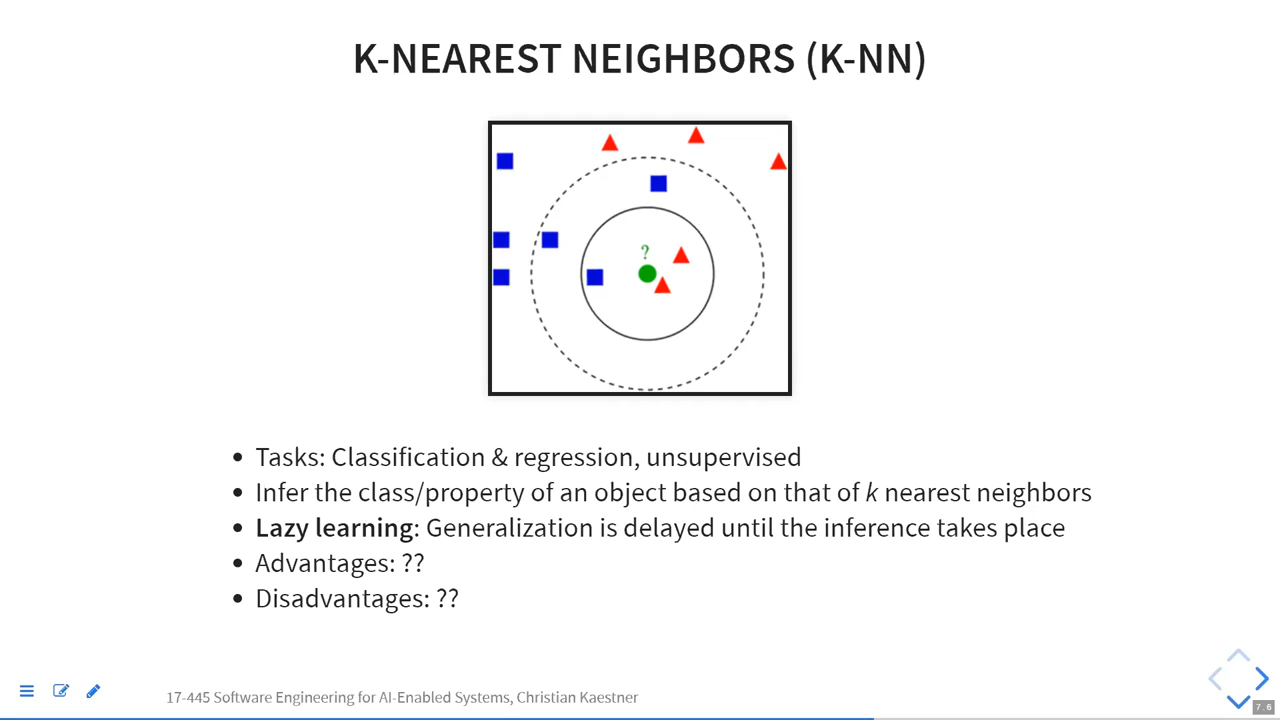 K-NEAREST NEIGHBORS (K-NN)
?
• Tasks: Classification & regression, unsupervised
• Infer the class/property of an object based on that of k nearest neighbors
• Lazy learning: Generalization is delayed until the inference takes place
• Advantages: ??
• Disadvantages: ??
17-445 Software Engineering for AI-Enabled Systems, Christian Kaestner
7.6